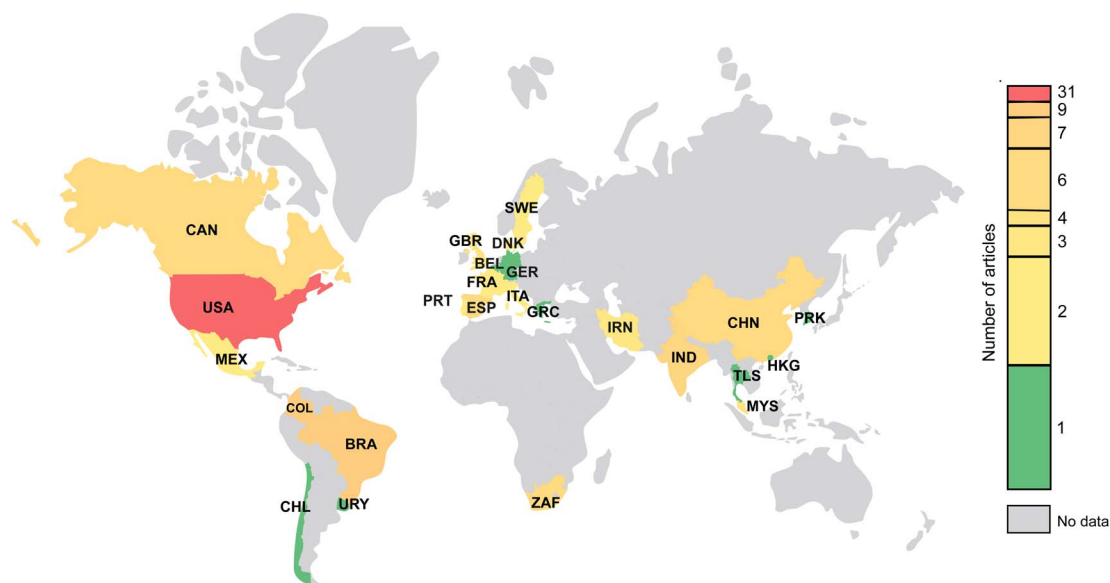 SWE
GBR
DNK
CAN
BEL
GER
FRA
PRT
ITA
ESP
GRC
USA
IRN
CHN
PRK
MEX
IND
HKG
TLS
MYS
COL
BRA
CHL
URY
ZAF
Number of articles
31
9
7
6
4
3
2
1
No data